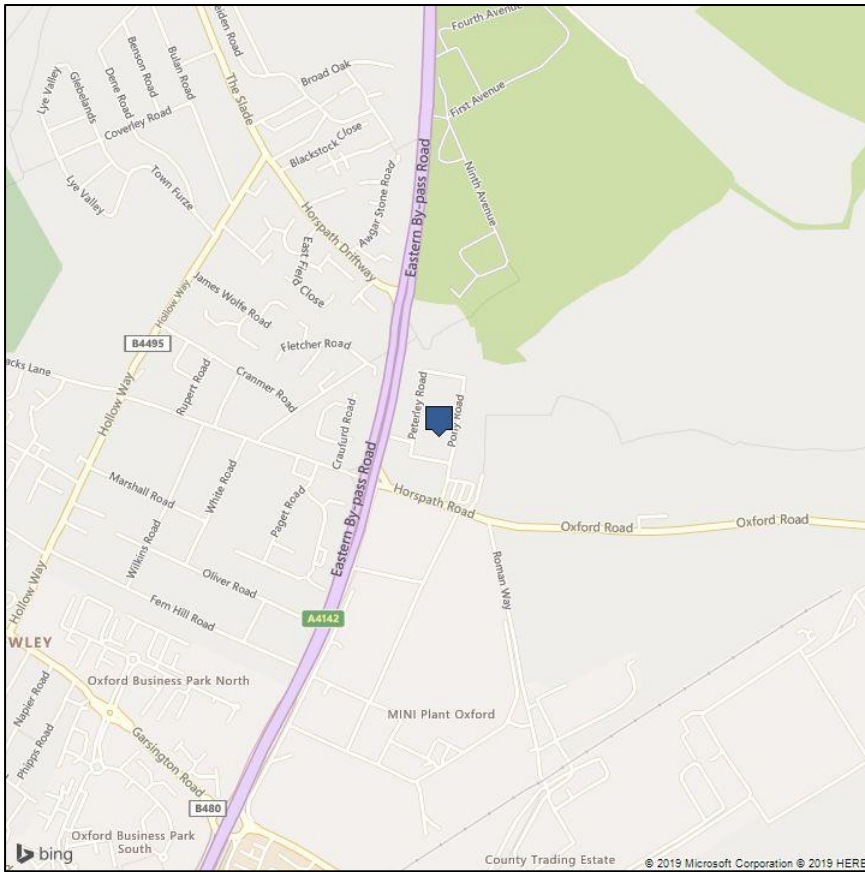 Fourth Avenue
Broad Oak
Bulan Road
Benson Road
The Slade
Dene Road
Glebelands
Lye Valley
First Avenue
Coverley Road
Blackstock Close
Eastern By-pass Road
Ninth Avenue
Town Furze
Awgar Stone Road
Lye Valley
Horspath Driftway
East Field Close
James Wolfe Road
Hollow Way
B4495
Fletcher Road
acks Lane
Rupert Road
Cranmer Road
Peterley Road
Pony Road
Hollow Way
Craufurd Road
Marshall Road
White Road
Paget Road
Eastern By-pass Road
Horspath Road
Oxford Road
Oxford Road
Wilkins Road
Roman Way
Oliver Road
Hollow Way
Fern Hill Road
A4142
WLEY
Oxford Business Park North
Napier Road
MINI Plant Oxford
Phipps Road
Garsington Road
B480
Oxford Business Park
South
bing
County Trading Estate
© 2019 Microsoft Corporation © 2019 HERE